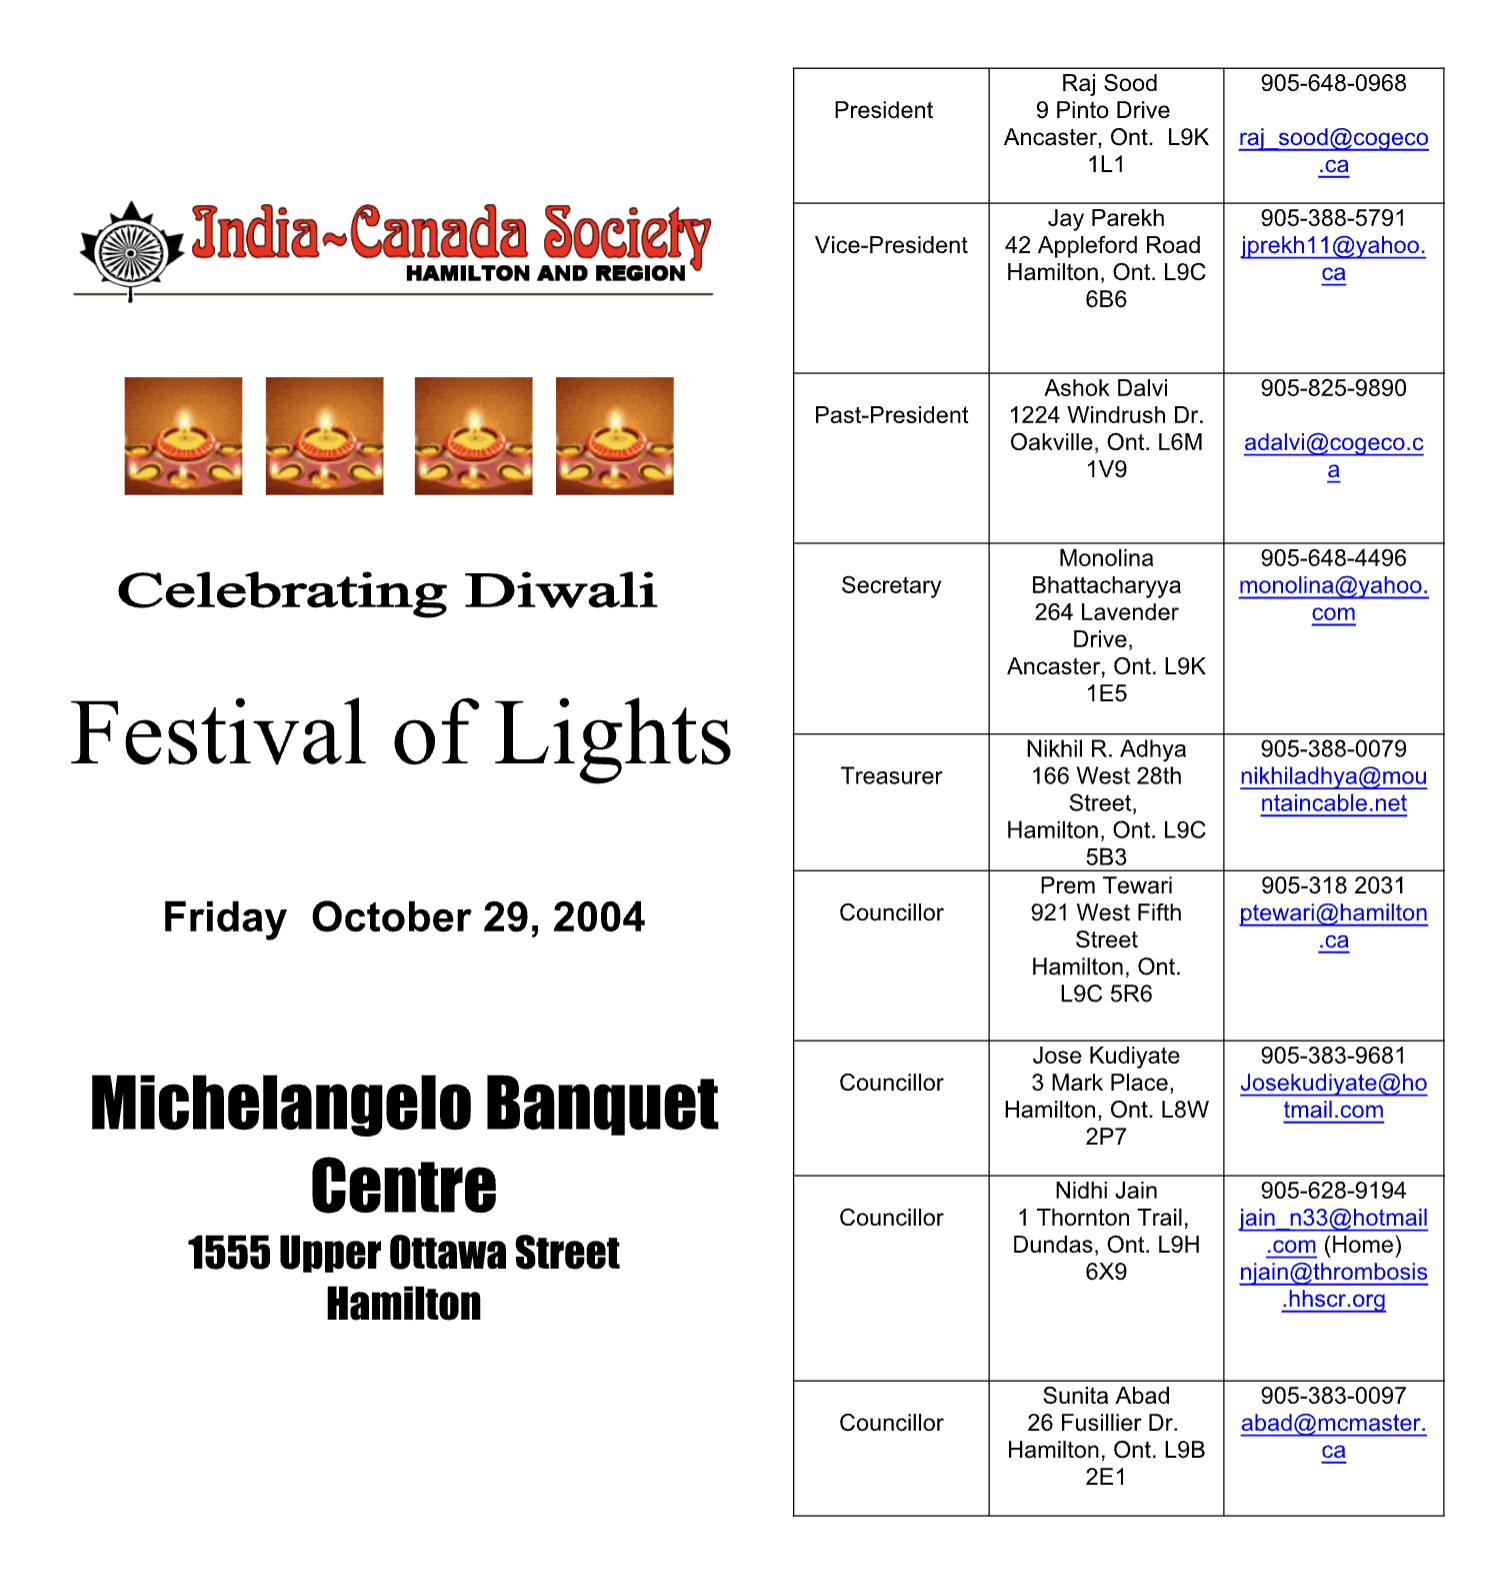 India~Canada Society
HAMILTON AND REGION
Celebrating Diwali
Festival of Lights
Friday  October 29, 2004
Michelangelo Banquet
Centre
1555 Upper Ottawa Street
Hamilton
President
Raj Sood
9 Pinto Drive
Ancaster, Ont.  L9K
1L1
905-648-0968
raj_sood@cogeco
.ca
Vice-President
Jay Parekh
42 Appleford Road
Hamilton, Ont. L9C
6B6
905-388-5791
jprekh11@yahoo.
ca
Past-President
Ashok Dalvi
1224 Windrush Dr.
Oakville, Ont. L6M
1V9
905-825-9890
adalvi@cogeco.c
a
Secretary
Monolina
Bhattacharyya
264 Lavender
Drive,
Ancaster, Ont. L9K
1E5
905-648-4496
monolina@yahoo.
com
Treasurer
Nikhil R. Adhya
166 West 28th
Street,
Hamilton, Ont. L9C
5B3
905-388-0079
nikhiladhya@mou
ntaincable.net
Councillor
Prem Tewari
921 West Fifth
Street
Hamilton, Ont.
L9C 5R6
905-318 2031
ptewari@hamilton
.ca
Councillor
Jose Kudiyate
3 Mark Place,
Hamilton, Ont. L8W
2P7
905-383-9681
Josekudiyate@ho
tmail.com
Councillor
Nidhi Jain
1 Thornton Trail,
Dundas, Ont. L9H
6X9
905-628-9194
jain_n33@hotmail
.com (Home)
njain@thrombosis
.hhscr.org
Councillor
Sunita Abad
26 Fusillier Dr.
Hamilton, Ont. L9B
2E1
905-383-0097
abad@mcmaster.
ca